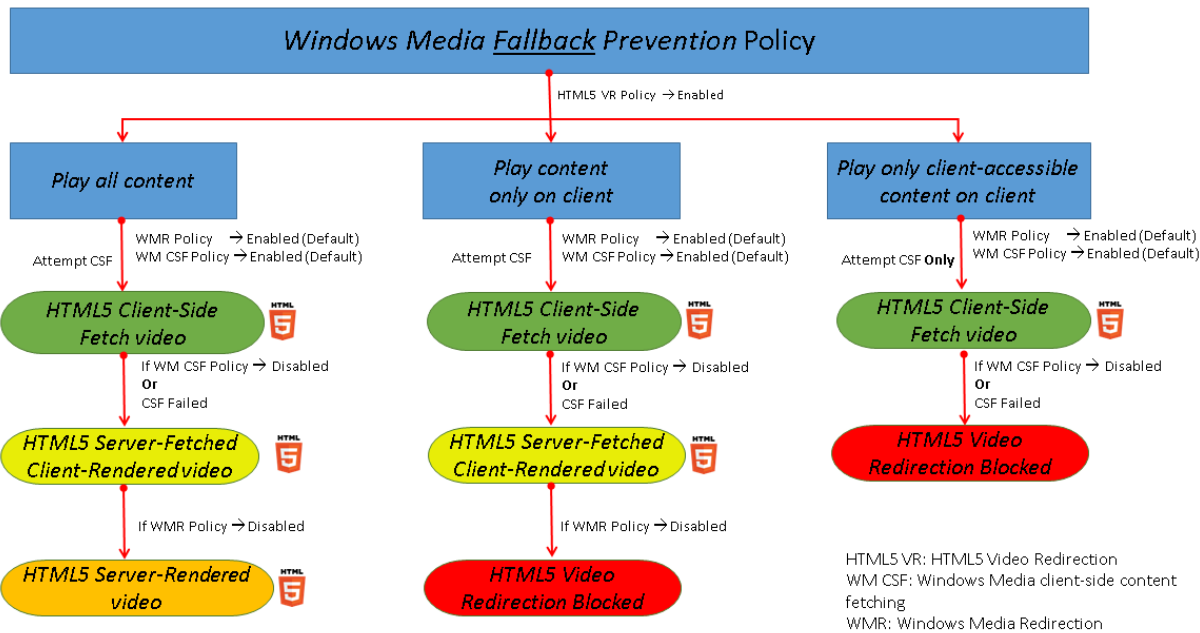 Windows Media Fallback Prevention Policy
HTML5 VR Policy → Enabled
Play all content
WMR Policy → Enabled (Default)
WM CSF Policy → Enabled (Default)
Attempt CSF
HTML5 Client-Side
Fetch video
HTML
5
If WM CSF Policy → Disabled
Or
CSF Failed
HTML5 Server-Fetched
Client-Rendered video
HTML
5
If WMR Policy → Disabled
HTML5 Server-Rendered
video
HTML
5
Play content
only on client
WMR Policy → Enabled (Default)
WM CSF Policy → Enabled (Default)
Attempt CSF
HTML5 Client-Side
Fetch video
HTML
5
If WM CSF Policy → Disabled
Or
CSF Failed
HTML5 Server-Fetched
Client-Rendered video
HTML
5
If WMR Policy → Disabled
HTML5 Video
Redirection Blocked
Play only client-accessible
content on client
WMR Policy → Enabled (Default)
WM CSF Policy → Enabled (Default)
Attempt CSF Only
HTML5 Client-Side
Fetch video
HTML
5
If WM CSF Policy → Disabled
Or
CSF Failed
HTML5 Video
Redirection Blocked
HTML5 VR: HTML5 Video Redirection
WM CSF: Windows Media client-side content
fetching
WMR: Windows Media Redirection